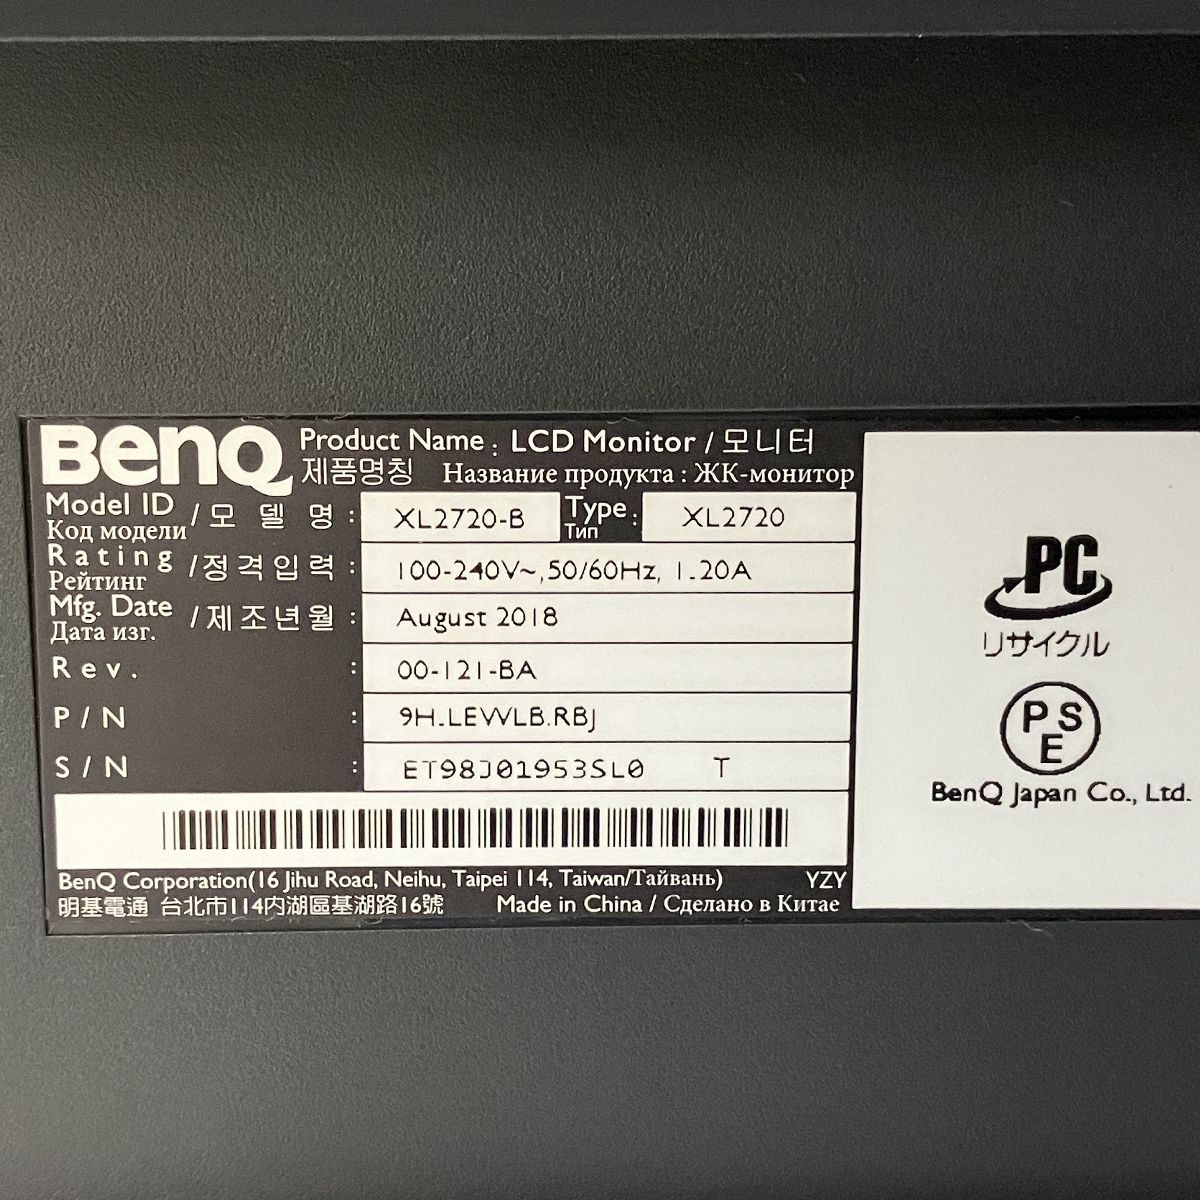 BenQ Product Name : LCD Monitor / 모니터
제품명칭 Название продукта : ЖК-монитор
Model ID / 모 델 명 : XL2720-B Type : XL2720
Код модели Тип
Rating / 정격입력 : 100-240V~,50/60Hz, 1.20A
Рейтинг
Mfg. Date / 제조년월 : August 2018
Дата изг.
Rev. : 00-121-BA
P/N : 9H.LEWLB.RBJ
S/N : ET98J01953SL0 T
BenQ Corporation(16 Jihu Road, Neihu, Taipei 114, Taiwan/Тайвань) YZY
明基電通 台北市114內湖區基湖路16號 Made in China / Сделано в Китае
PC
リサイクル
PSE
BenQ Japan Co., Ltd.